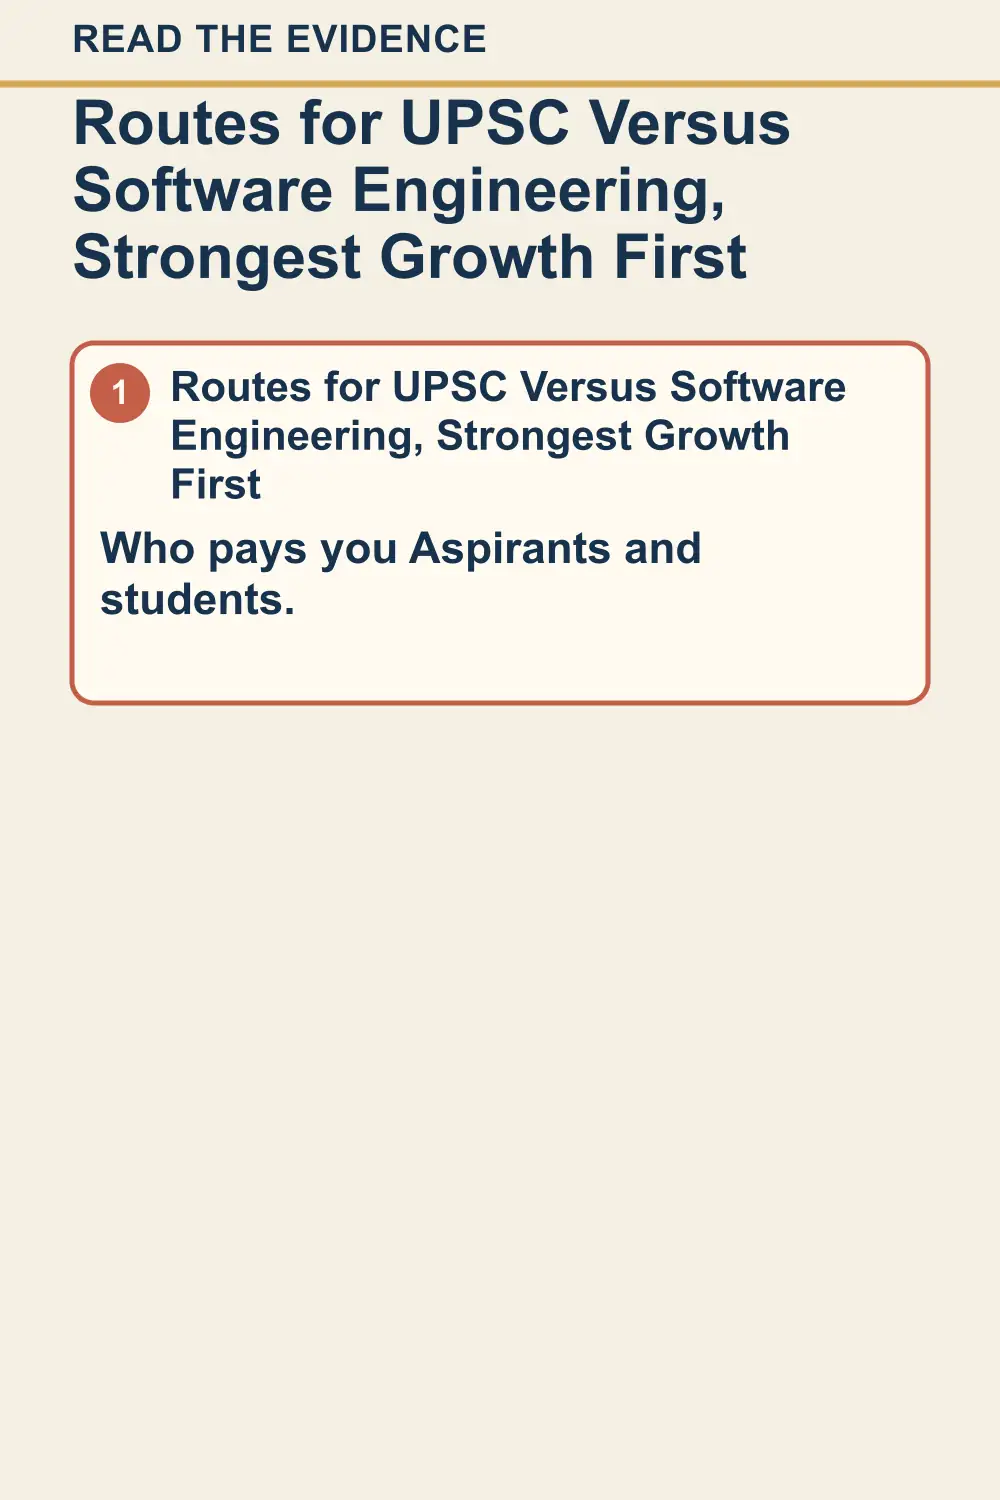 READ THE EVIDENCE
Routes for UPSC Versus
Software Engineering,
Strongest Growth First
1
Routes for UPSC Versus Software
Engineering, Strongest Growth
First
Who pays you Aspirants and
students.